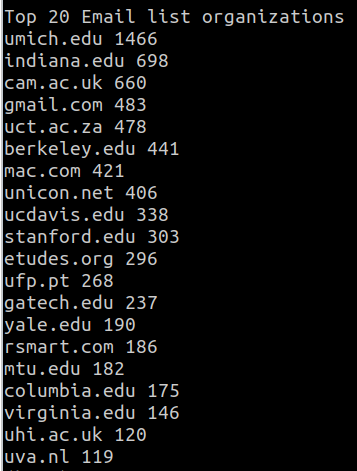 Top 20 Email list organizations
umich.edu 1466
indiana.edu 698
cam.ac.uk 660
gmail.com 483
uct.ac.za 478
berkeley.edu 441
mac.com 421
unicon.net 406
ucdavis.edu 338
stanford.edu 303
etudes.org 296
ufp.pt 268
gatech.edu 237
yale.edu 190
rsmart.com 186
mtu.edu 182
columbia.edu 175
virginia.edu 146
uhi.ac.uk 120
uva.nl 119